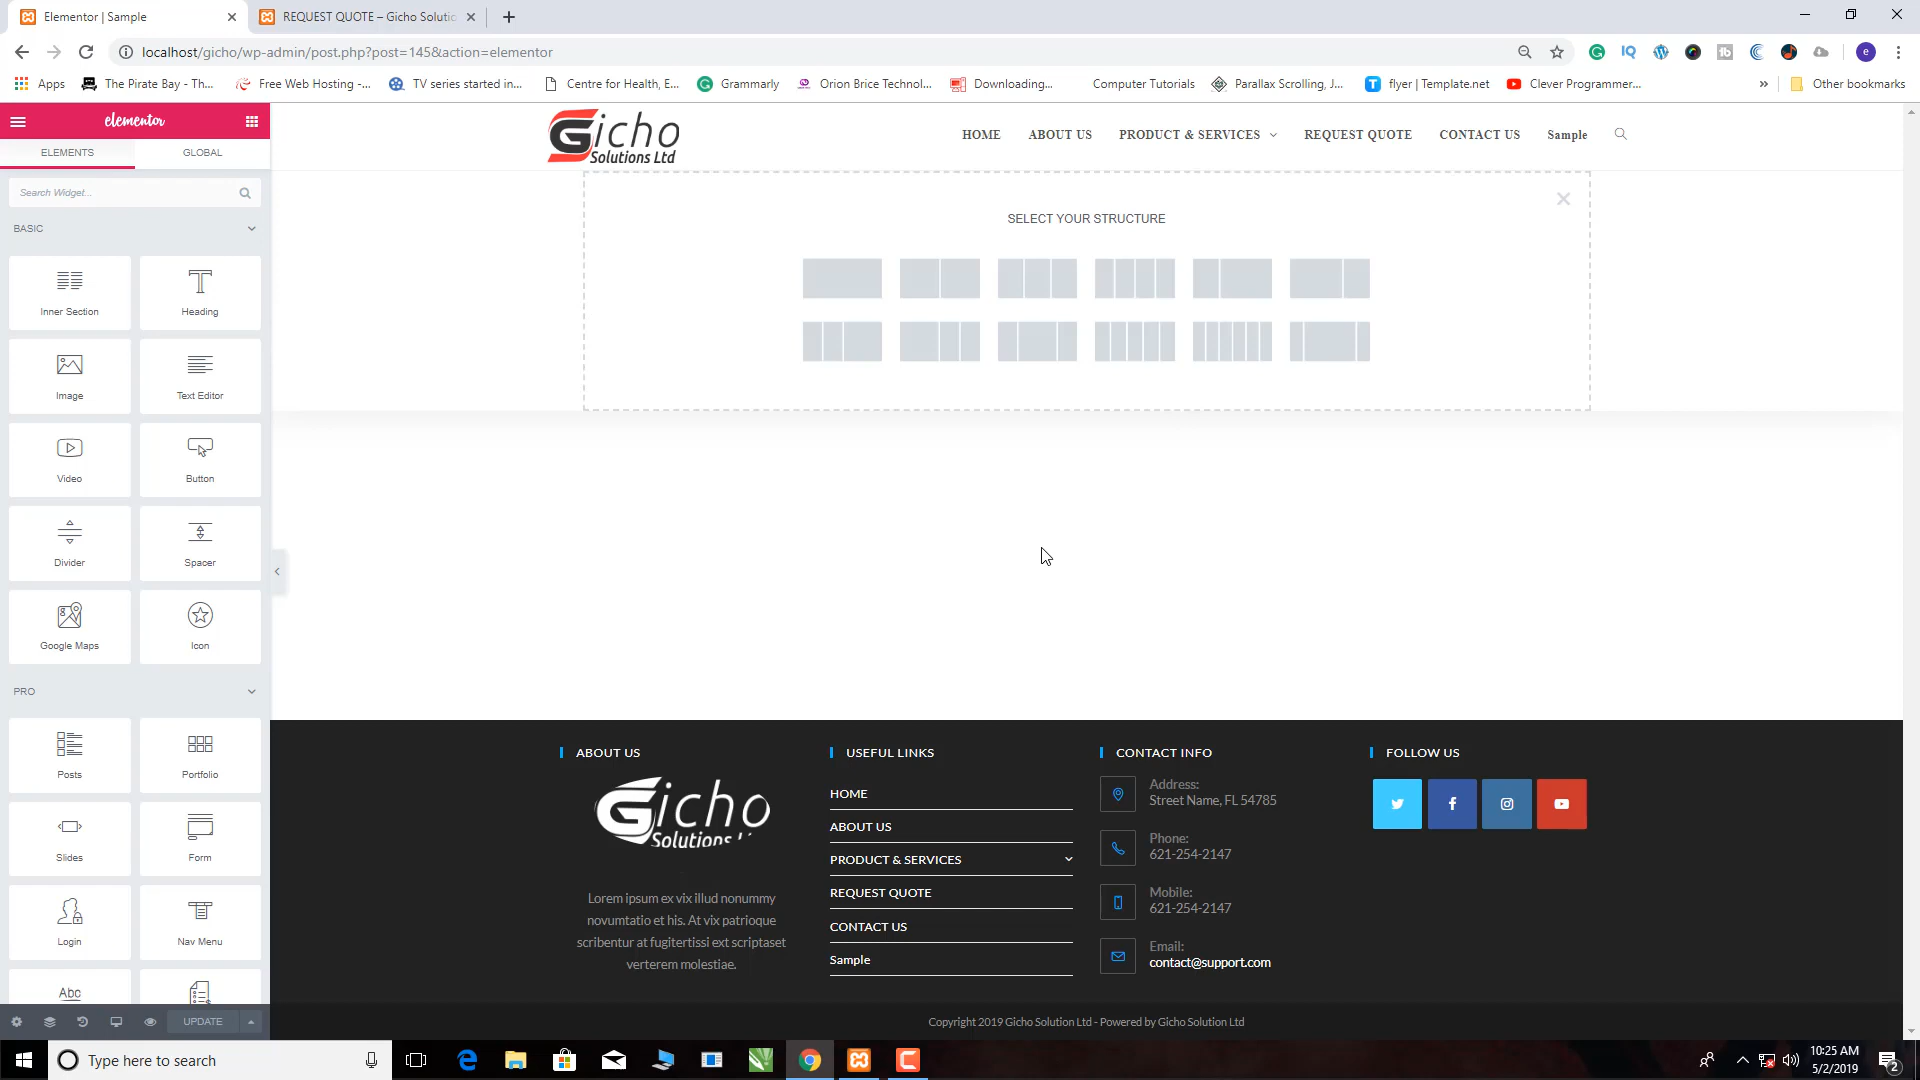 Elementor | Sample
REQUEST QUOTE – Gicho Solutio
localhost/gicho/wp-admin/post.php?post=145&action=elementor
Apps
The Pirate Bay - Th...
Free Web Hosting -...
TV series started in...
Centre for Health, E...
Grammarly
Orion Brice Technol...
Downloading...
Computer Tutorials
Parallax Scrolling, J...
flyer | Template.net
Clever Programmer...
»
Other bookmarks
elementor
ELEMENTS
GLOBAL
Search Widget...
BASIC
Inner Section
Heading
Image
Text Editor
Video
Button
Divider
Spacer
Google Maps
Icon
PRO
Posts
Portfolio
Slides
Form
Login
Nav Menu
Abc
UPDATE
Gicho
Solutions Ltd
HOME
ABOUT US
PRODUCT & SERVICES
REQUEST QUOTE
CONTACT US
Sample
SELECT YOUR STRUCTURE
ABOUT US
Gicho
Solutions
Lorem ipsum ex vix illud nonummy
novumtatio et his. At vix patrioque
scribentur at fugitertissi ext scriptaset
verterem molestiae.
USEFUL LINKS
HOME
ABOUT US
PRODUCT & SERVICES
REQUEST QUOTE
CONTACT US
Sample
CONTACT INFO
Address:
Street Name, FL 54785
Phone:
621-254-2147
Mobile:
621-254-2147
Email:
contact@support.com
FOLLOW US
Copyright 2019 Gicho Solution Ltd - Powered by Gicho Solution Ltd
Type here to search
10:25 AM
5/2/2019
2